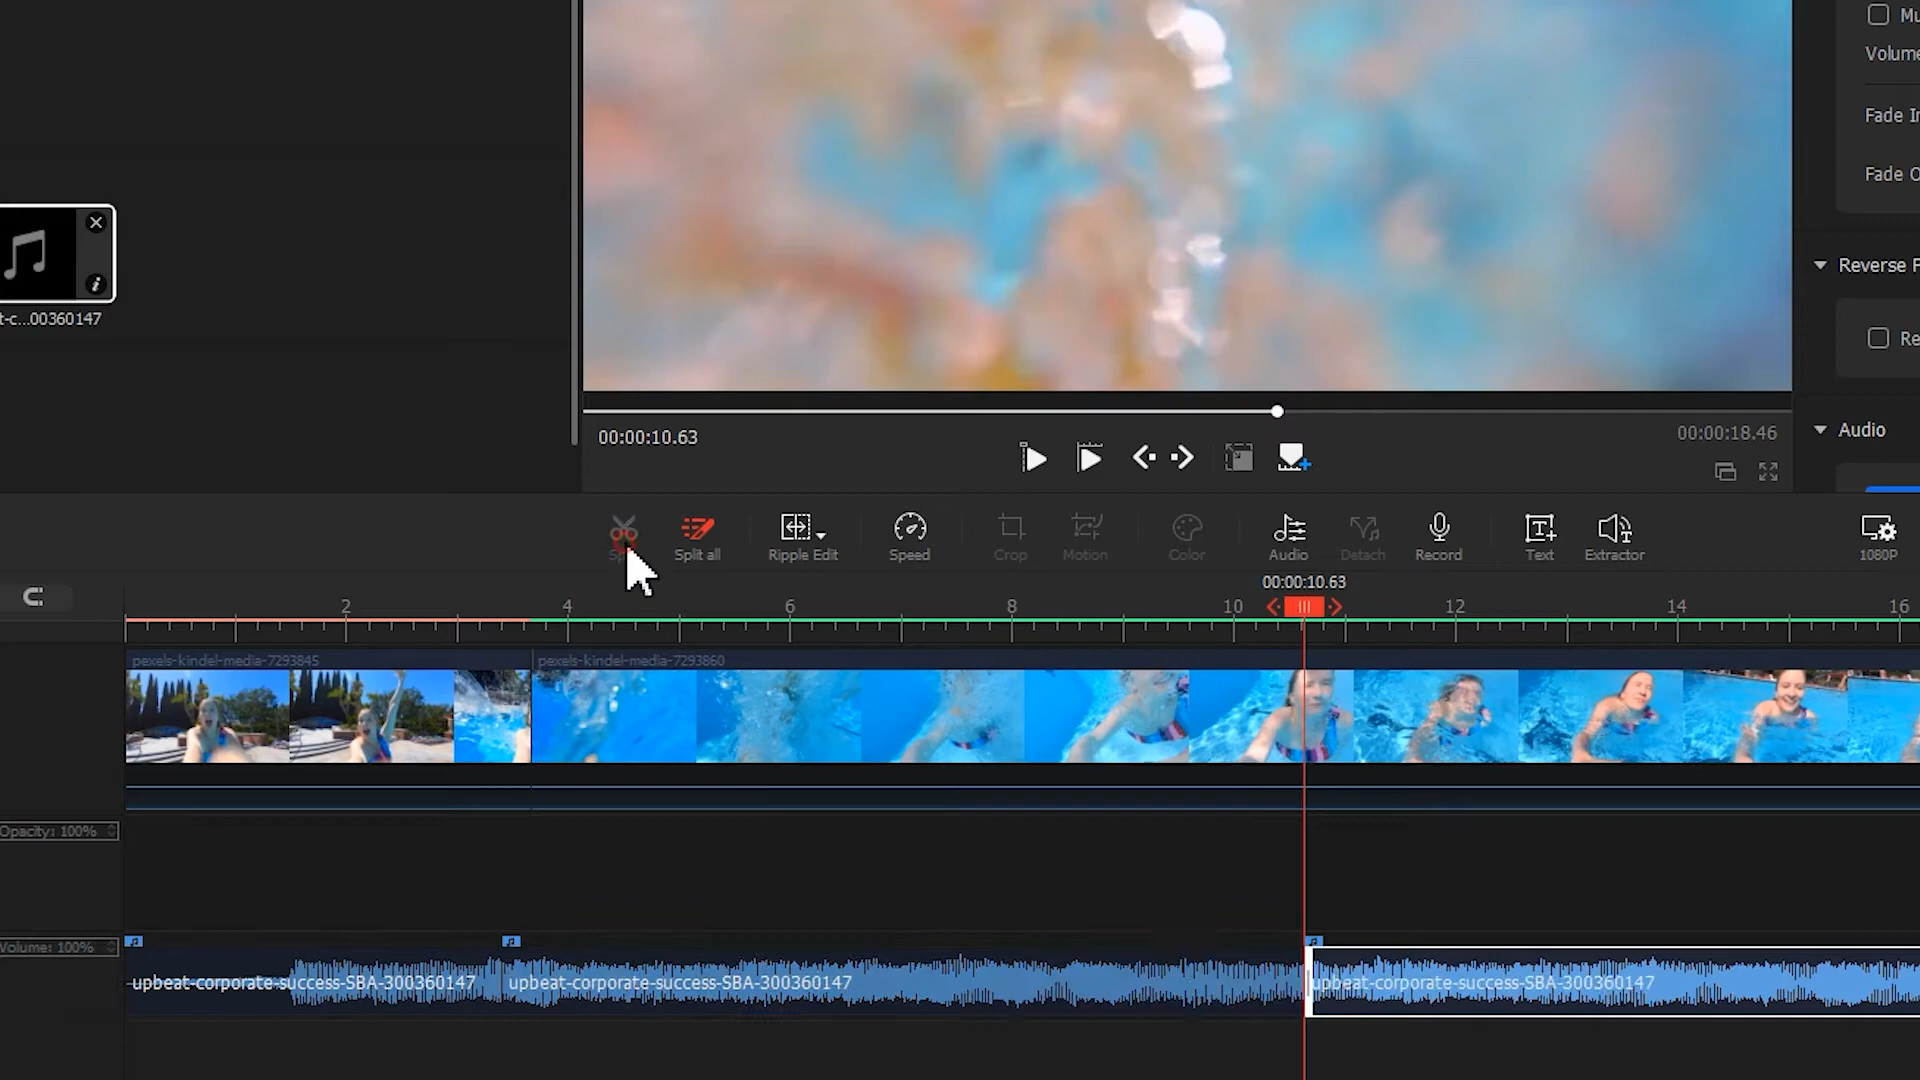 Mu
Volume
Fade In
Fade O
t-c...00360147
Reverse F
Re
00:00:10.63
00:00:18.46
Audio
Split all
Ripple Edit
Speed
Crop
Motion
Color
Audio
Detach
Record
Text
Extractor
1080P
00:00:10.63
2
4
6
8
10
12
14
16
pexels-kindel-media-7293845
pexels-kindel-media-7293860
Opacity: 100%
Volume: 100%
upbeat-corporate-success-SBA-300360147
upbeat-corporate-success-SBA-300360147
upbeat-corporate-success-SBA-300360147